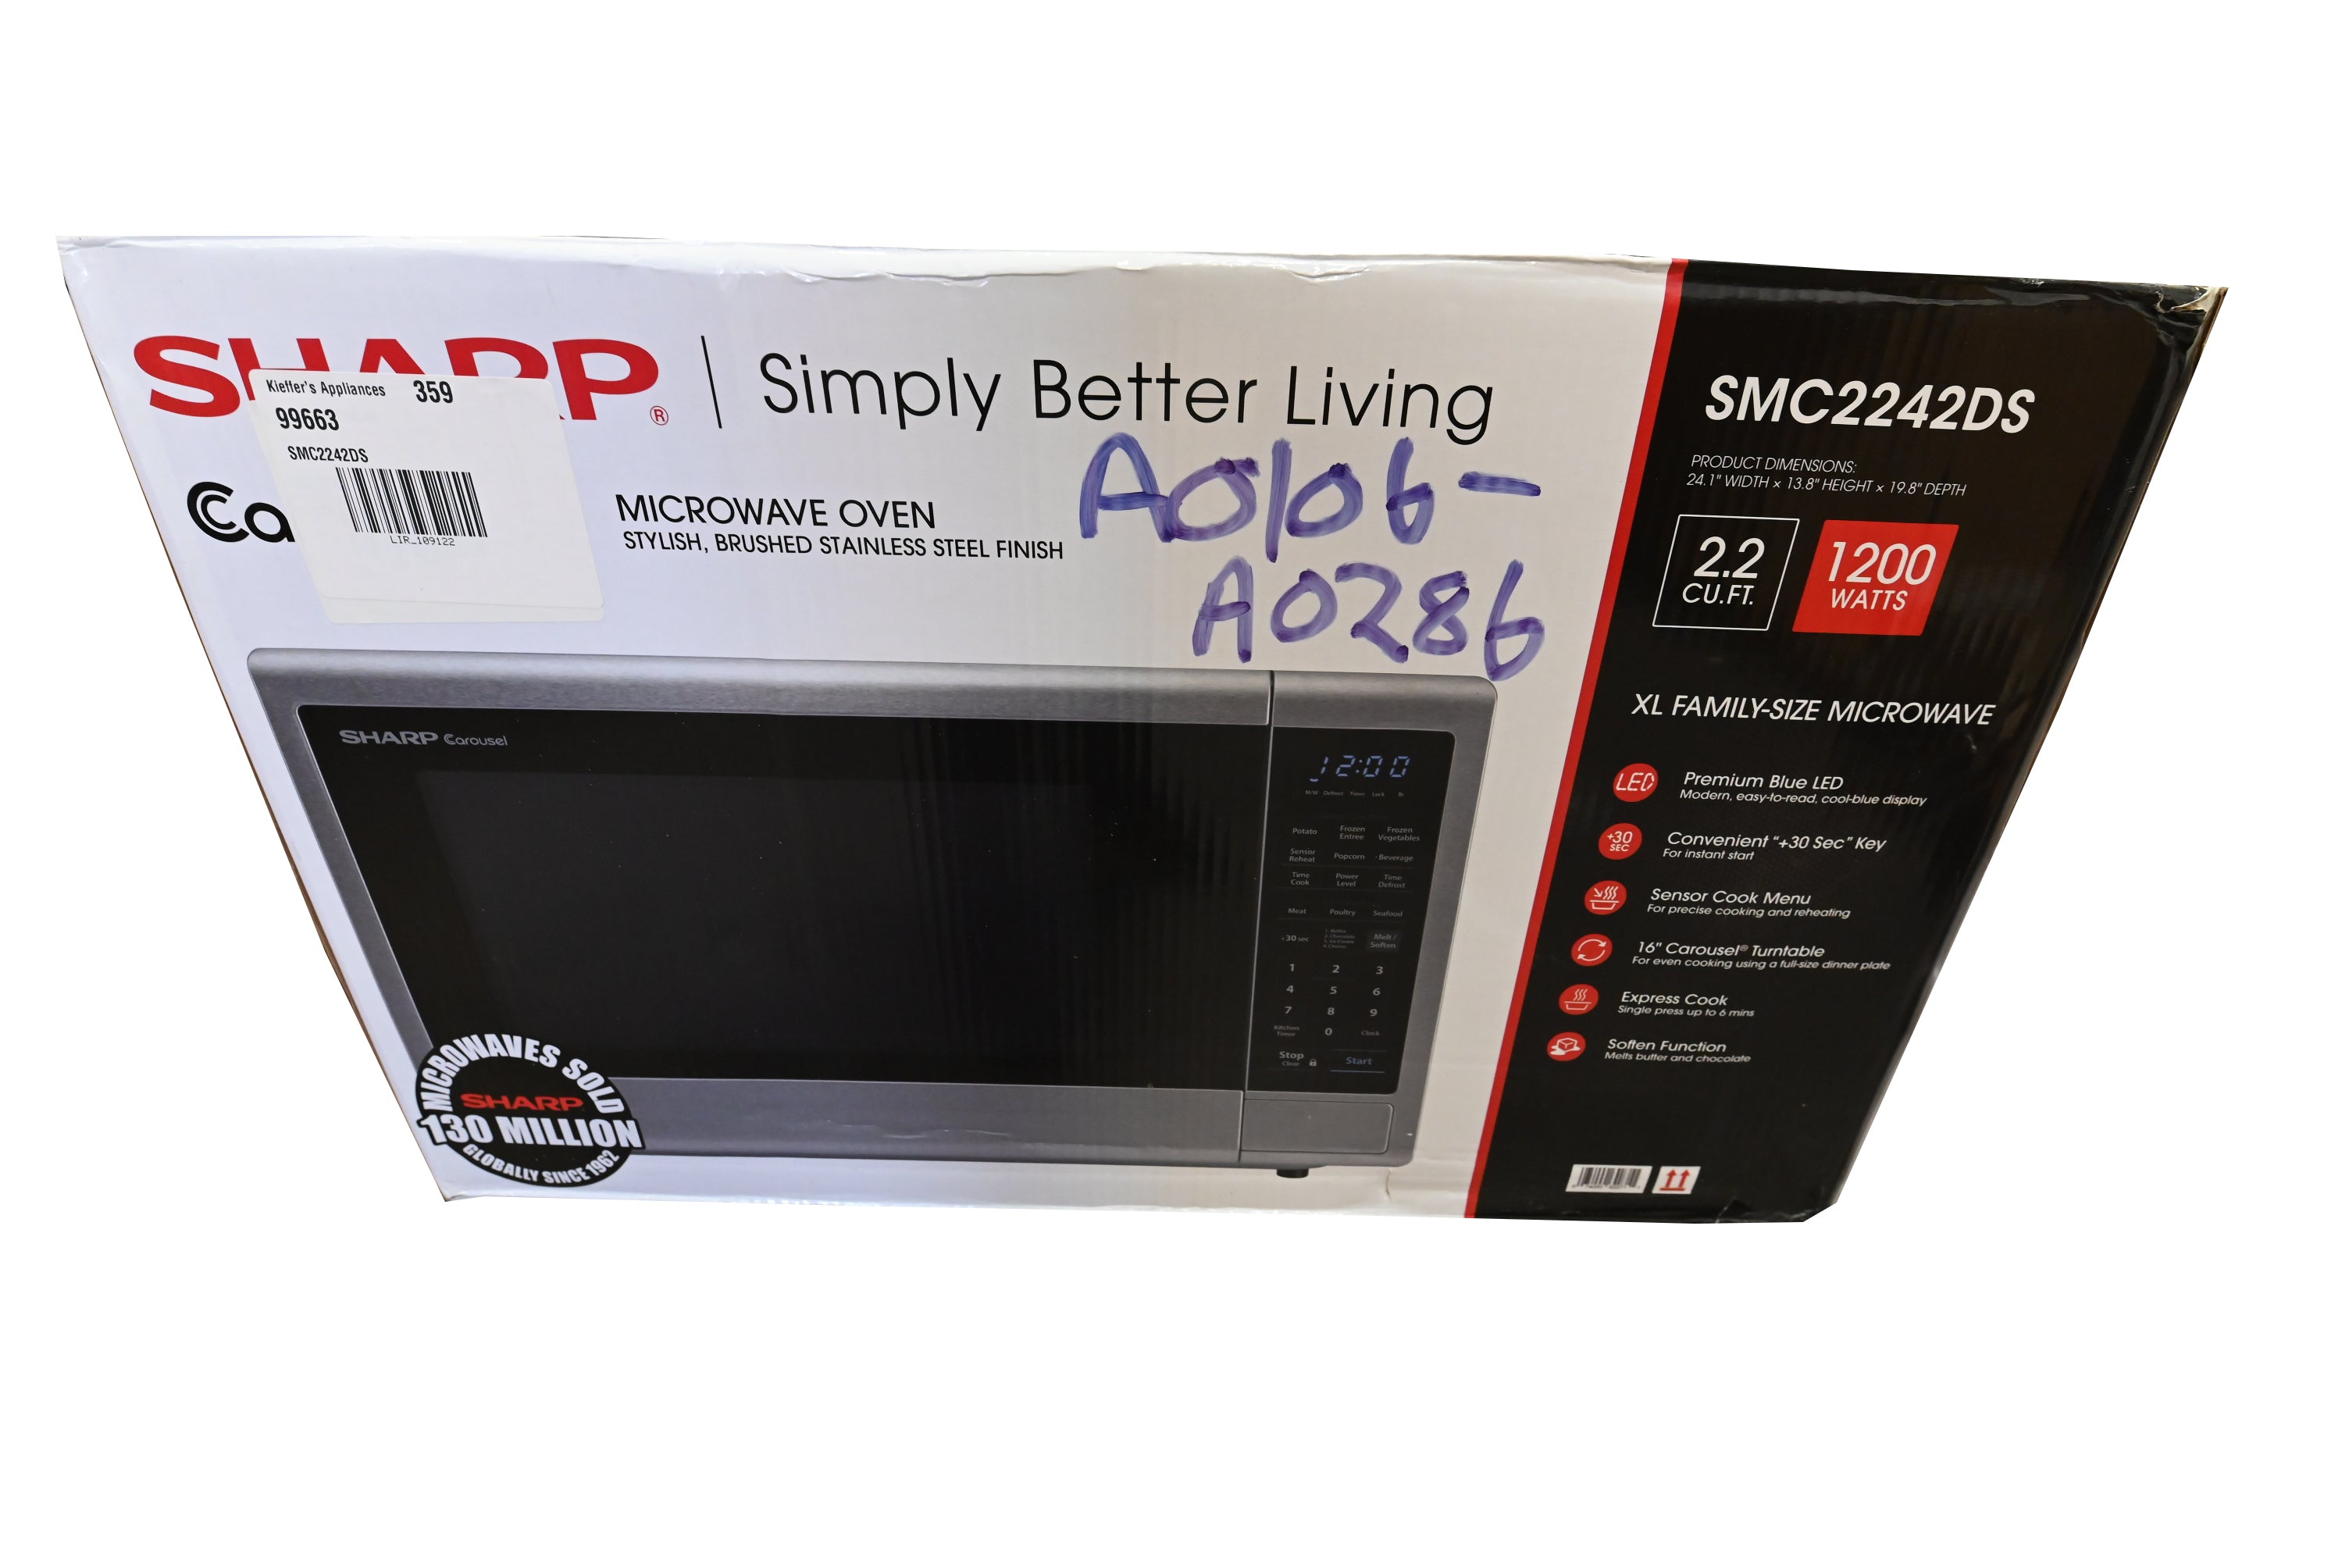 SHARP®
Simply Better Living
Kieffer's Appliances 359
99663
SMC2242DS
LIR_109122
Ca
MICROWAVE OVEN
STYLISH, BRUSHED STAINLESS STEEL FINISH
A0106-
A0286
SHARP Carousel
12:00
M/W Defrost Timer Lock
Potato Frozen Entree Frozen Vegetables
Sensor Reheat Popcorn Beverage
Time Cook Power Level Time Defrost
Meat Poultry Seafood
+30 sec Melt / Soften
1 2 3
4 5 6
7 8 9
Kitchen Timer 0 Clock
Stop Clear Start
MICROWAVES SOLD
SHARP
130 MILLION
GLOBALLY SINCE 1962
SMC2242DS
PRODUCT DIMENSIONS:
24.1" WIDTH × 13.8" HEIGHT × 19.8" DEPTH
2.2
CU.FT.
1200
WATTS
XL FAMILY-SIZE MICROWAVE
LED
Premium Blue LED
Modern, easy-to-read, cool-blue display
+30
SEC
Convenient "+30 Sec" Key
For instant start
Sensor Cook Menu
For precise cooking and reheating
16" Carousel® Turntable
For even cooking using a full-size dinner plate
Express Cook
Single press up to 6 mins
Soften Function
Melts butter and chocolate